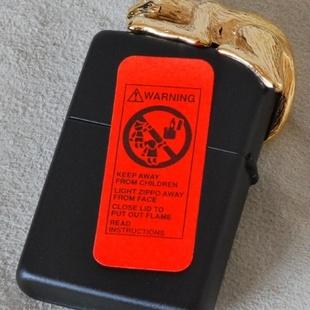 WARNING
KEEP AWAY
FROM CHILDREN
LIGHT ZIPPO AWAY
FROM FACE
CLOSE LID TO
PUT OUT FLAME
READ
INSTRUCTIONS